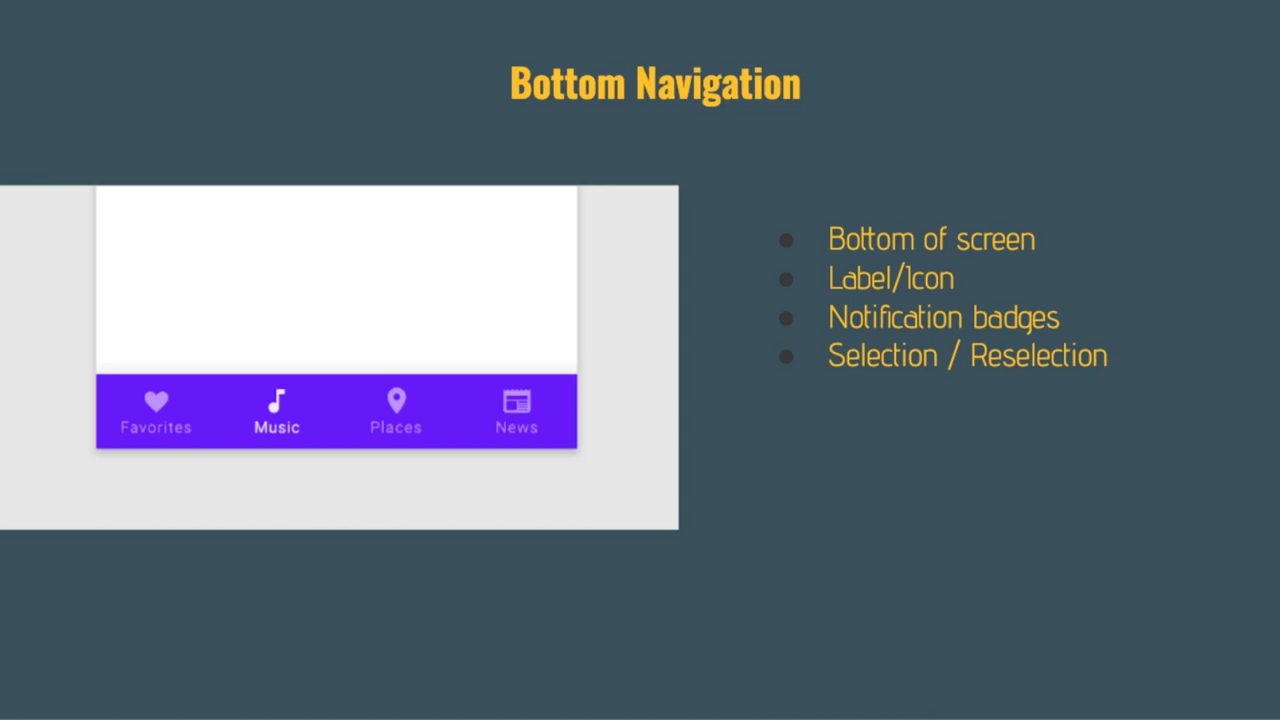 Bottom Navigation
Favorites
Music
Places
News
Bottom of screen
Label/Icon
Notification badges
Selection / Reselection